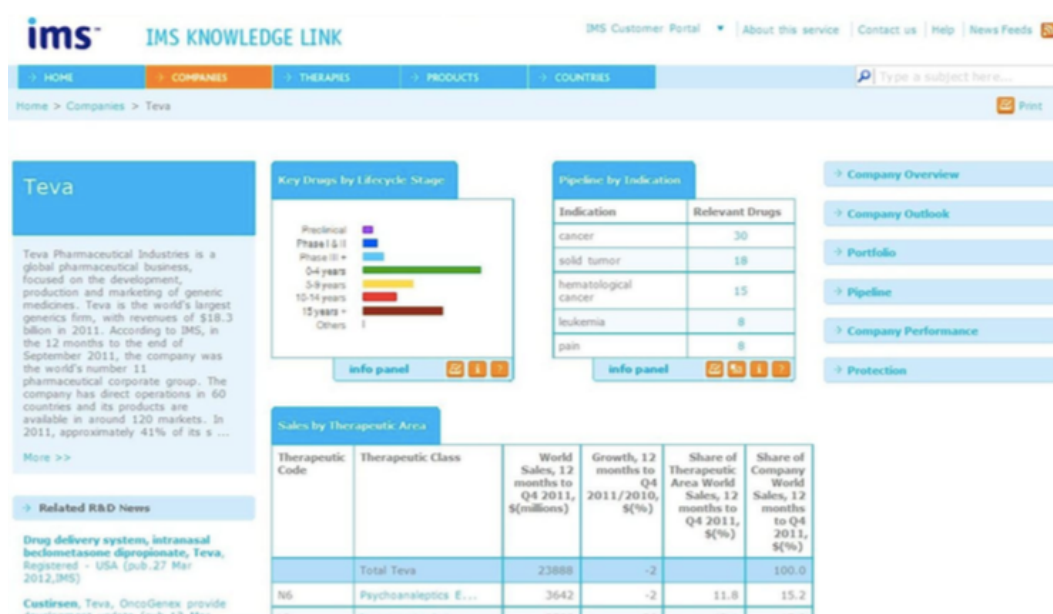 ims
IMS KNOWLEDGE LINK
IMS Customer Portal
About this service
Contact us
Help
News Feeds
HOME
COMPANIES
THERAPIES
PRODUCTS
COUNTRIES
Type a subject here...
Home > Companies > Teva
Print
Teva
Teva Pharmaceutical Industries is a
global pharmaceutical business,
focused on the development,
production and marketing of generic
medicines. Teva is the world's largest
generics firm, with revenues of $18.3
billion in 2011. According to IMS, in
the 12 months to the end of
September 2011, the company was
the world's number 11
pharmaceutical corporate group. The
company has direct operations in 60
countries and its products are
available in around 120 markets. In
2011, approximately 41% of its s ...
More >>
Related R&D News
Drug delivery system, intranasal
beclometasone dipropionate, Teva,
Registered - USA (pub.27 Mar
2012,IMS)
Custirsen, Teva, OncoGenex provide
Key Drugs by Lifecycle Stage
Preclinical
Phase I & II
Phase III +
0-4 years
5-9 years
10-14 years
15 years +
Others
info panel
Pipeline by Indication
Indication Relevant Drugs
cancer 30
solid tumor 18
hematological
cancer 15
leukemia 8
pain 8
info panel
Company Overview
Company Outlook
Portfolio
Pipeline
Company Performance
Protection
Sales by Therapeutic Area
Therapeutic
Code
Therapeutic Class
World
Sales, 12
months to
Q4 2011,
$(millions)
Growth, 12
months to
Q4
2011/2010,
$(%)
Share of
Therapeutic
Area World
Sales, 12
months to
Q4 2011,
$(%)
Share of
Company
World
Sales, 12
months
to Q4
2011,
$(%)
Total Teva 23888 -2 100.0
N6 Psychoanaleptics E... 3642 -2 11.8 15.2